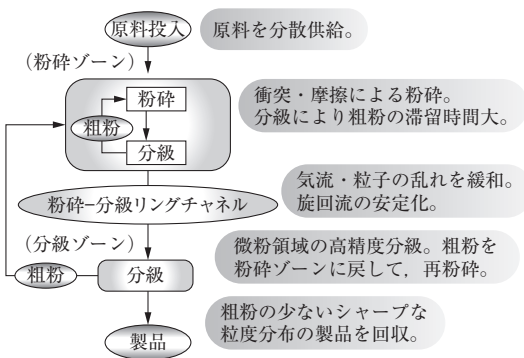 原料投入
原料を分散供給。
（粉砕ゾーン）
粉砕
粗粉
分級
衝突・摩擦による粉砕。
分級により粗粉の滞留時間大。
粉砕−分級リングチャネル
気流・粒子の乱れを緩和。
旋回流の安定化。
（分級ゾーン）
粗粉
分級
微粉領域の高精度分級。粗粉を
粉砕ゾーンに戻して，再粉砕。
製品
粗粉の少ないシャープな
粒度分布の製品を回収。